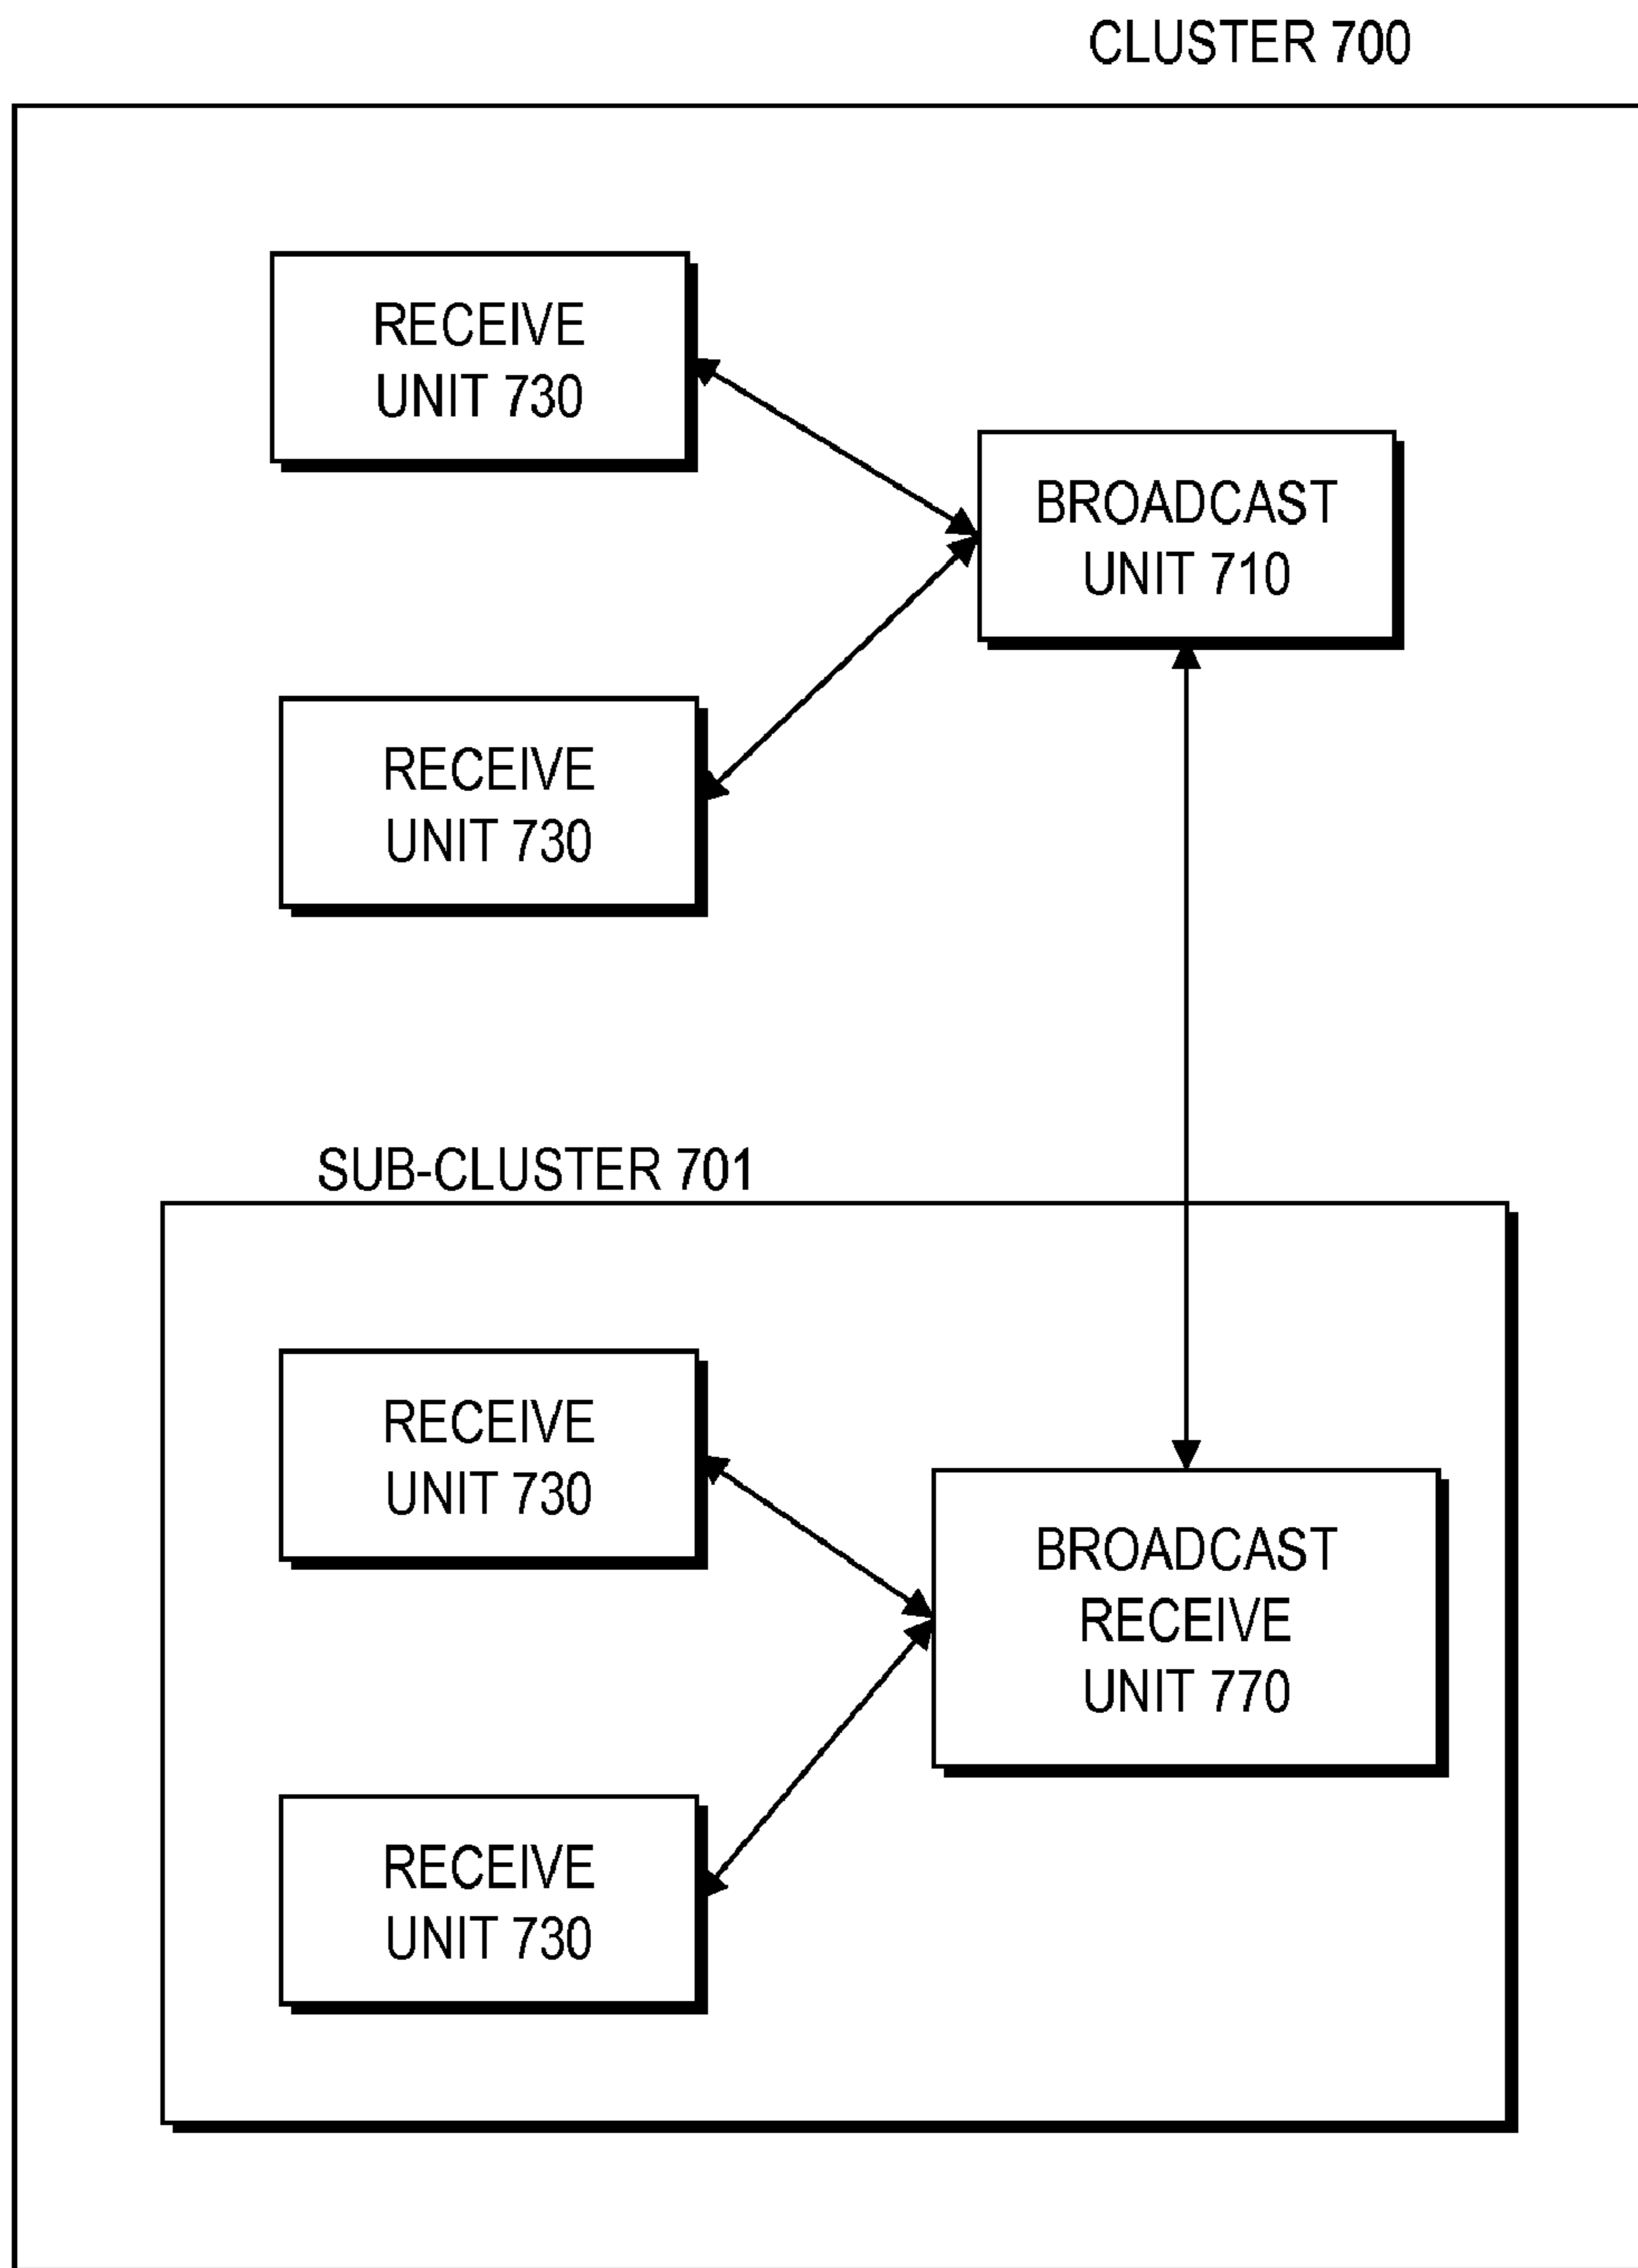 CLUSTER 700
RECEIVE
UNIT 730
BROADCAST
UNIT 710
RECEIVE
UNIT 730
SUB-CLUSTER 701
RECEIVE
UNIT 730
BROADCAST
RECEIVE
UNIT 770
RECEIVE
UNIT 730